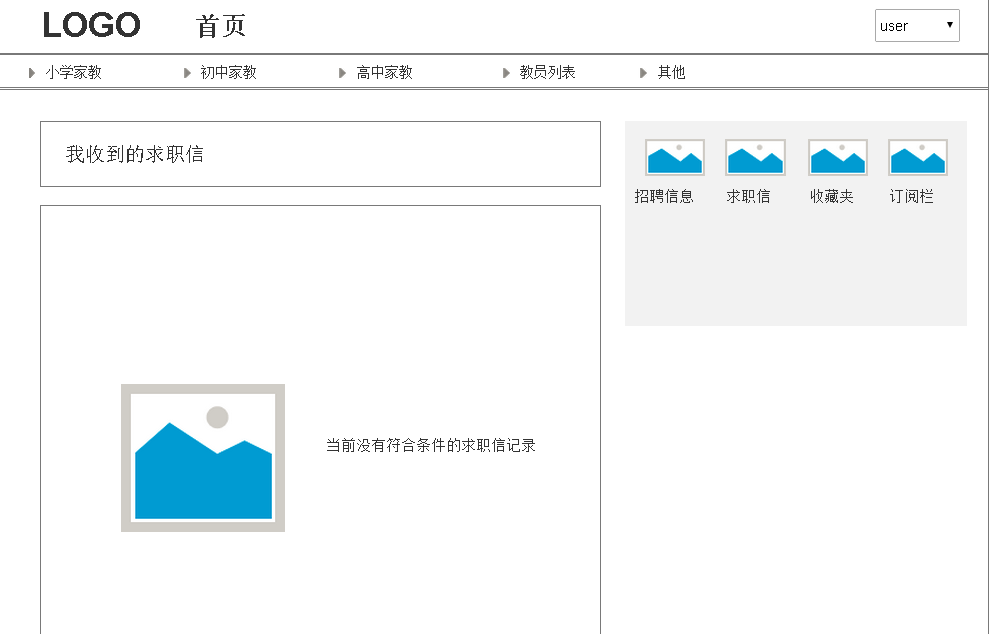 LOGO 首页 user
小学家教 初中家教 高中家教 教员列表 其他
我收到的求职信
招聘信息 求职信 收藏夹 订阅栏
当前没有符合条件的求职信记录